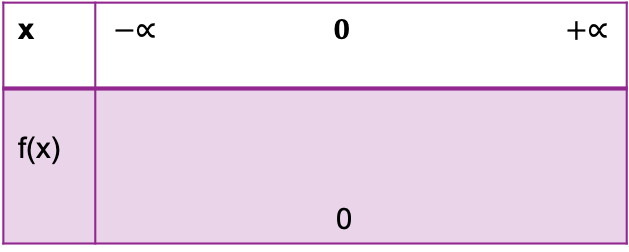 x −∝ 0 +∝
f(x)
0